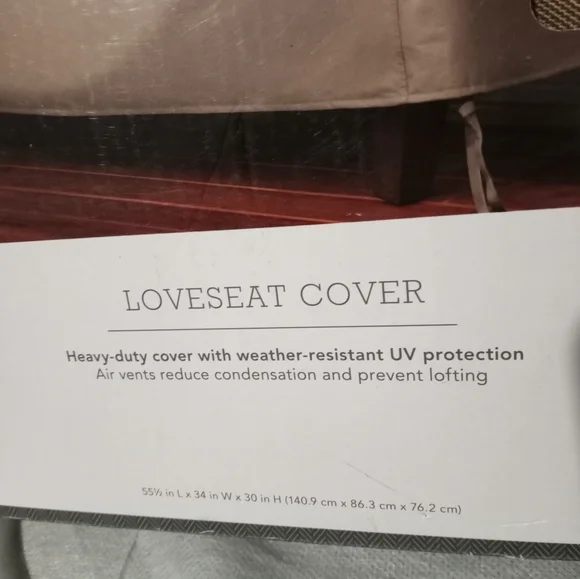 LOVESEAT COVER
Heavy-duty cover with weather-resistant UV protection
Air vents reduce condensation and prevent lofting
55½ in L x 34 in W x 30 in H (140.9 cm x 86.3 cm x 76.2 cm)